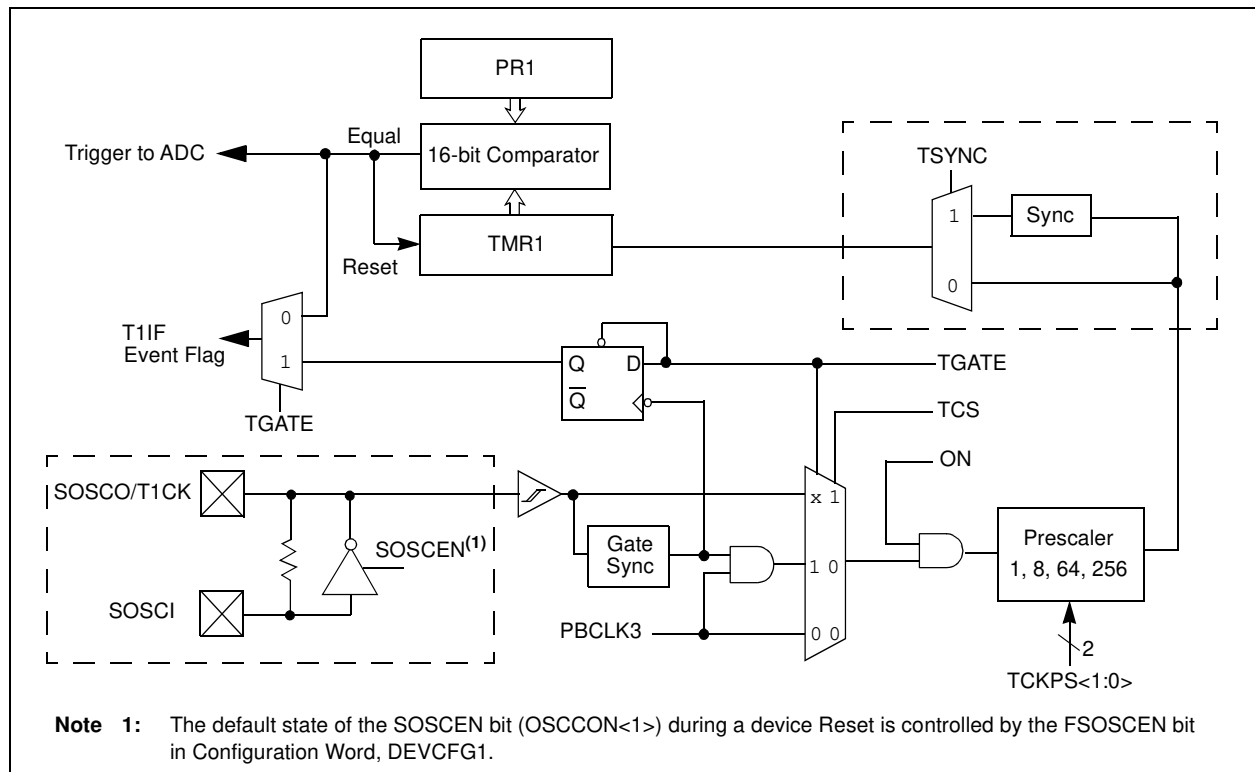 PR1
Equal
Trigger to ADC
16-bit Comparator
TSYNC
1
Sync
TMR1
Reset
0
0
T1IF
Event Flag
1
Q
D
TGATE
Q
TGATE
TCS
ON
SOSCO/T1CK
x 1
SOSCEN(1)
Gate
Sync
1 0
Prescaler
1, 8, 64, 256
SOSCI
PBCLK3
0 0
2
TCKPS<1:0>
Note 1: The default state of the SOSCEN bit (OSCCON<1>) during a device Reset is controlled by the FSOSCEN bit
in Configuration Word, DEVCFG1.